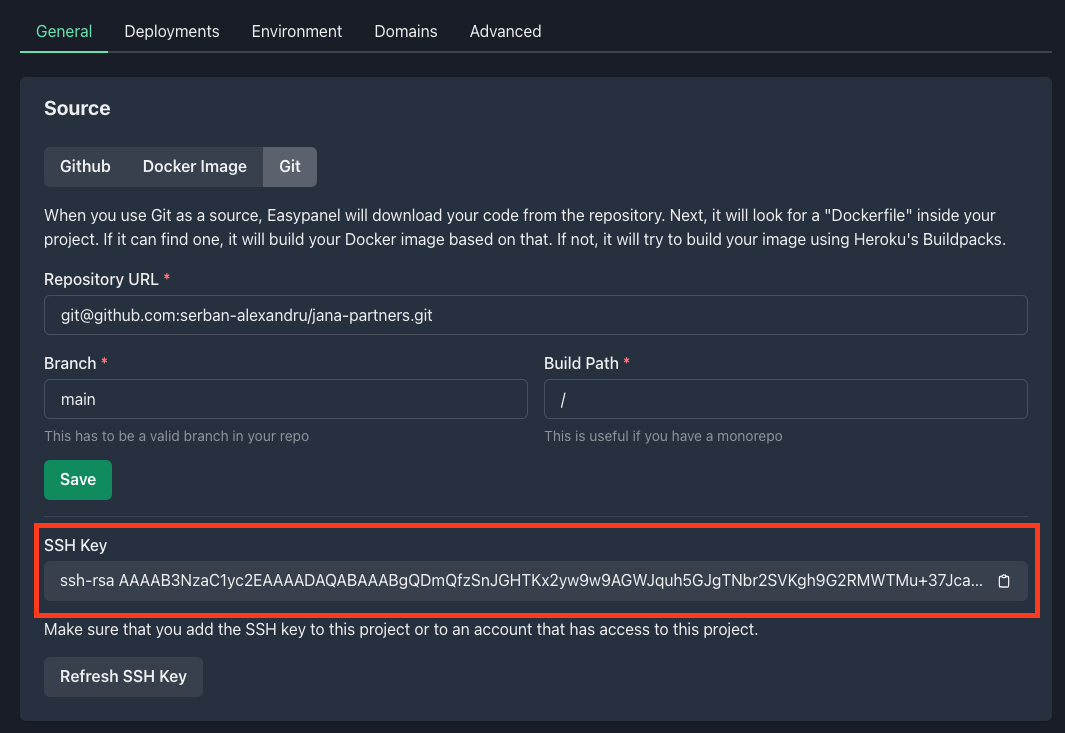 General Deployments Environment Domains Advanced
Source
Github Docker Image Git
When you use Git as a source, Easypanel will download your code from the repository. Next, it will look for a "Dockerfile" inside your
project. If it can find one, it will build your Docker image based on that. If not, it will try to build your image using Heroku's Buildpacks.
Repository URL *
git@github.com:serban-alexandru/jana-partners.git
Branch * Build Path *
main /
This has to be a valid branch in your repo This is useful if you have a monorepo
Save
SSH Key
ssh-rsa AAAAB3NzaC1yc2EAAAADAQABAAABgQDmQfzSnJGHTKx2yw9w9AGWJquh5GJgTNbr2SVKgh9G2RMWTMu+37Jca...
Make sure that you add the SSH key to this project or to an account that has access to this project.
Refresh SSH Key